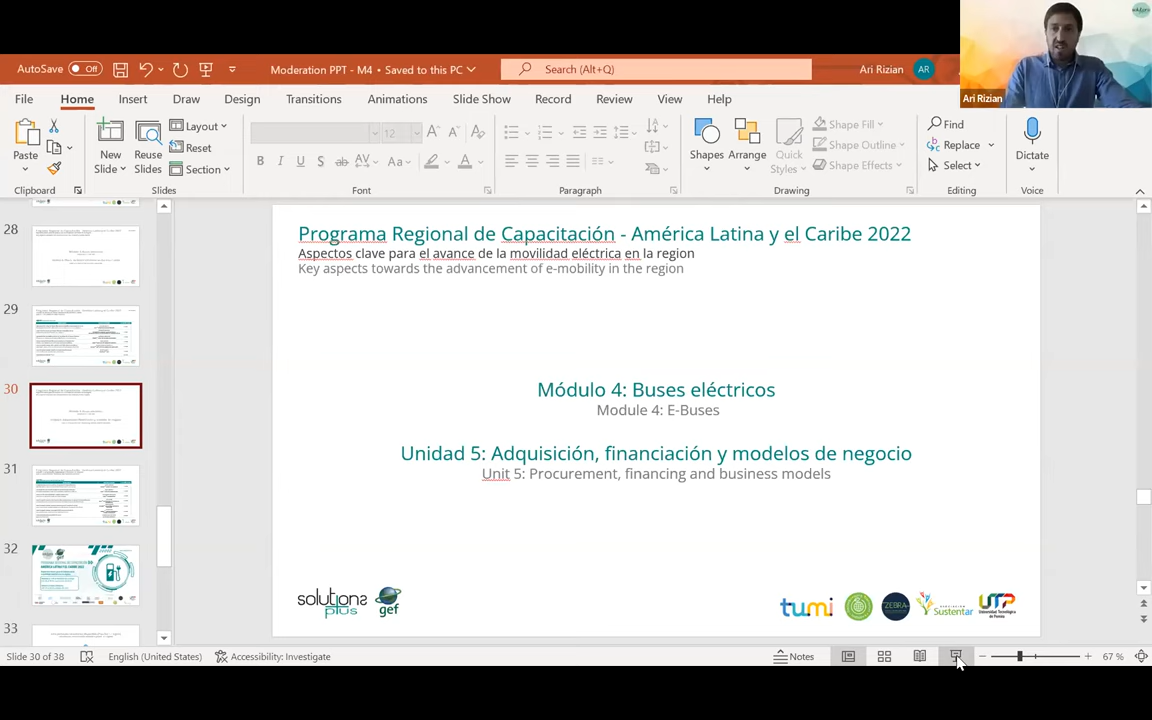 AutoSave Off
Moderation PPT - M4 • Saved to this PC
Search (Alt+Q)
Ari Rizian AR
Ari Rizian
File Home Insert Draw Design Transitions Animations Slide Show Record Review View Help
Paste
New Slide
Reuse Slides
Layout
Reset
Section
12
Shapes
Arrange
Quick Styles
Shape Fill
Shape Outline
Shape Effects
Find
Replace
Select
Dictate
Clipboard Slides Font Paragraph Drawing Editing Voice
28
29
30
31
32
33
Programa Regional de Capacitación - América Latina y el Caribe 2022
Aspectos clave para el avance de la movilidad eléctrica en la region
Key aspects towards the advancement of e-mobility in the region
Módulo 4: Buses eléctricos
Module 4: E-Buses
Unidad 5: Adquisición, financiación y modelos de negocio
Unit 5: Procurement, financing and business models
solutions plus
gef
tumi
ZEBRA
Sustentar
UTP
Slide 30 of 38 English (United States) Accessibility: Investigate Notes 67 %